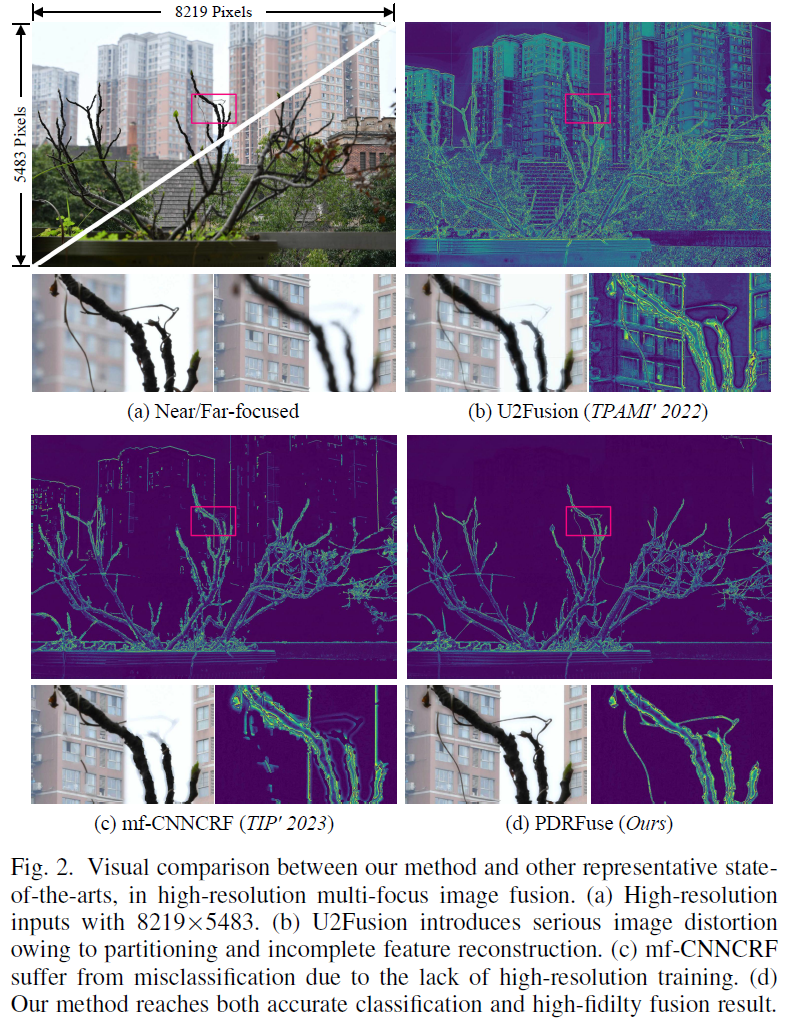 8219 Pixels
5483 Pixels
(a) Near/Far-focused
(b) U2Fusion (TPAMI' 2022)
(c) mf-CNNCRF (TIP' 2023)
(d) PDRFuse (Ours)
Fig. 2. Visual comparison between our method and other representative state-
of-the-arts, in high-resolution multi-focus image fusion. (a) High-resolution
inputs with 8219×5483. (b) U2Fusion introduces serious image distortion
owing to partitioning and incomplete feature reconstruction. (c) mf-CNNCRF
suffer from misclassification due to the lack of high-resolution training. (d)
Our method reaches both accurate classification and high-fidilty fusion result.